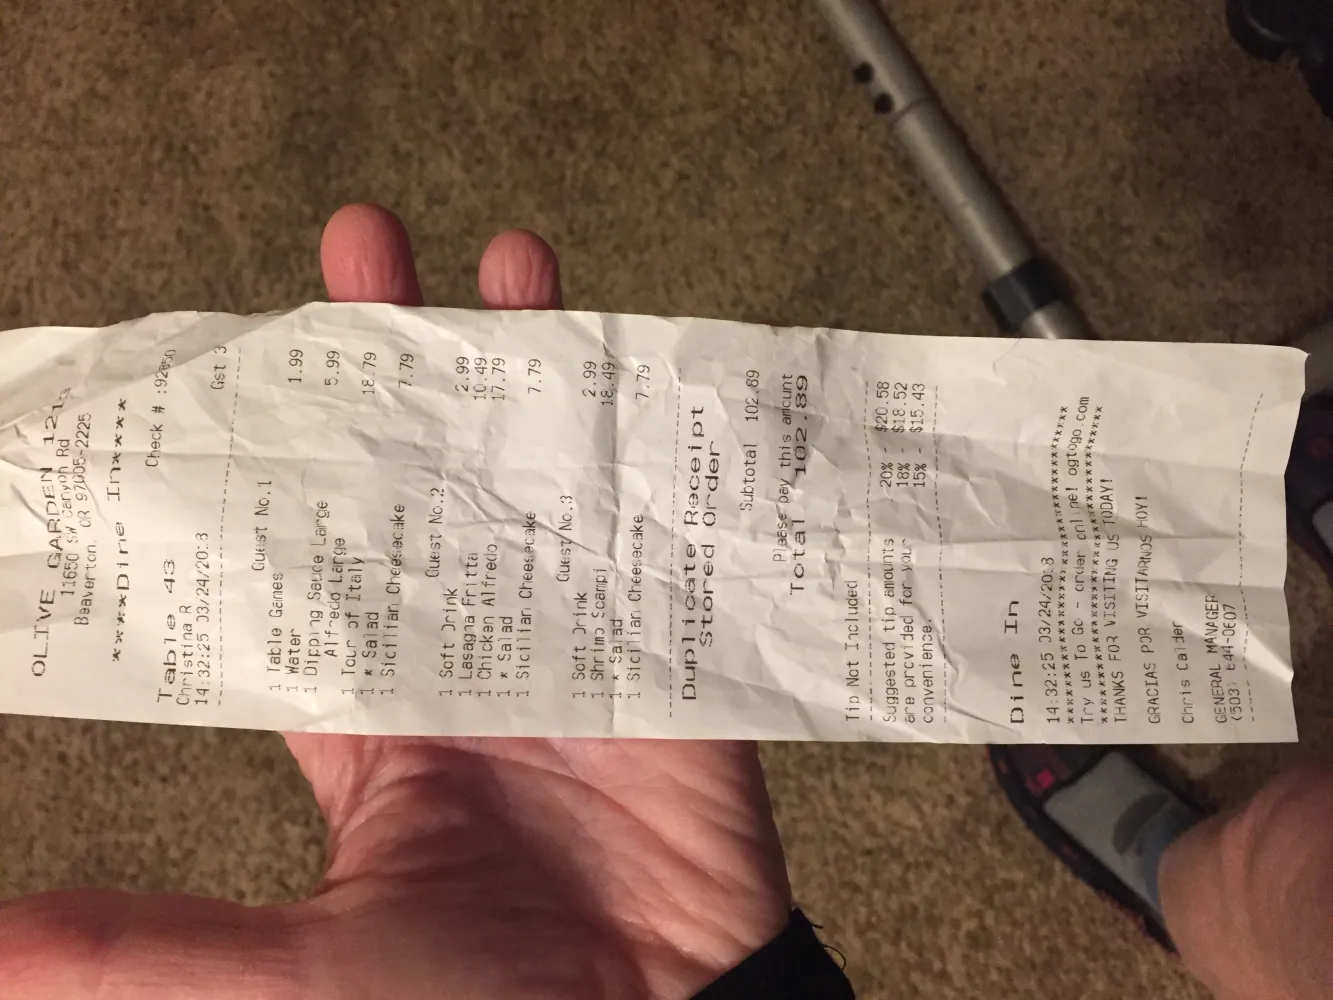 OLIVE GARDEN 121
11650 SW Canyon Rd
Beaverton, OR 97005-2225
*****Dine In*****
Check # :92850
Table 43
Christina R
14:32:25 03/24/2018
Gst 3
Guest No.1
1 Table Games 1.99
1 Water
1 Dipping Sauce Large 5.99
Alfredo Large
1 Tour of Italy 18.79
1 * Salad
1 Sicilian Cheesecake 7.79
Guest No.2
1 Soft Drink 2.99
1 Lasagna Fritta 10.49
1 Chicken Alfredo 17.79
1 * Salad
1 Sicilian Cheesecake 7.79
Guest No.3
1 Soft Drink 2.99
1 Shrimp Scampi 18.49
1 * Salad
1 Sicilian Cheesecake 7.79
Duplicate Receipt
Stored Order
Subtotal 102.89
Please pay this amount
Total 102.89
Tip Not Included
Suggested tip amounts 20% - $20.58
are provided for your 18% - $18.52
convenience. 15% - $15.43
Dine In
14:32:25 03/24/2018
****************************************
Try us To Go - order online! ogtogo.com
****************************************
THANKS FOR VISITING US TODAY!
GRACIAS POR VISITARNOS HOY!
Chris Calder
GENERAL MANAGER
(503) 644-0607